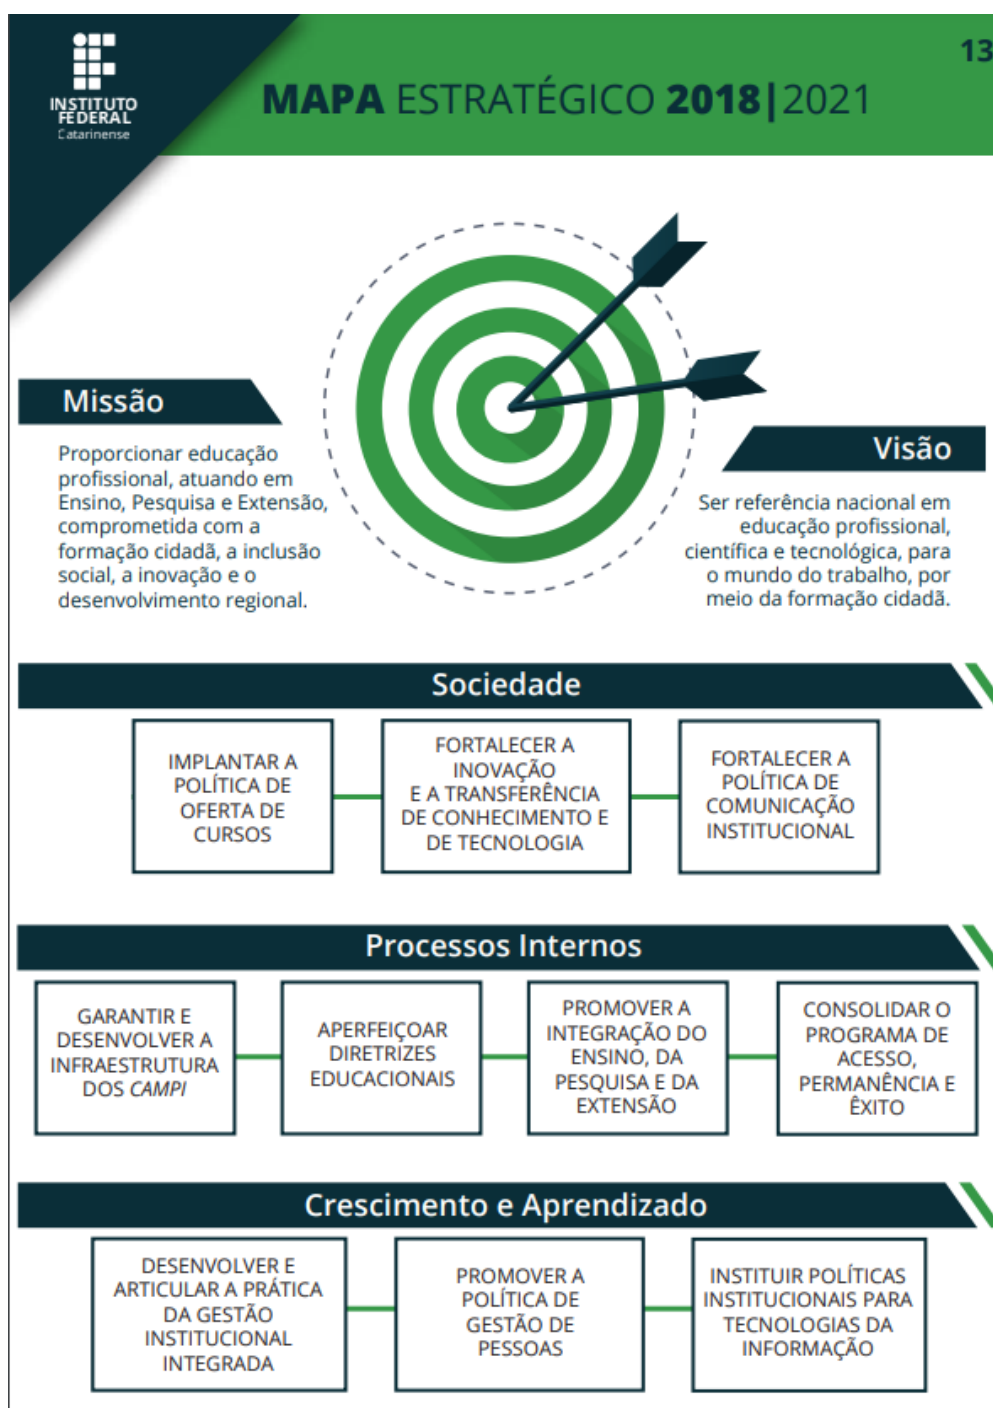 13
INSTITUTO
FEDERAL
Catarinense
MAPA ESTRATÉGICO 2018|2021
Missão
Proporcionar educação
profissional, atuando em
Ensino, Pesquisa e Extensão,
comprometida com a
formação cidadã, a inclusão
social, a inovação e o
desenvolvimento regional.
Visão
Ser referência nacional em
educação profissional,
científica e tecnológica, para
o mundo do trabalho, por
meio da formação cidadã.
Sociedade
IMPLANTAR A
POLÍTICA DE
OFERTA DE
CURSOS
FORTALECER A
INOVAÇÃO
E A TRANSFERÊNCIA
DE CONHECIMENTO E
DE TECNOLOGIA
FORTALECER A
POLÍTICA DE
COMUNICAÇÃO
INSTITUCIONAL
Processos Internos
GARANTIR E
DESENVOLVER A
INFRAESTRUTURA
DOS CAMPI
APERFEIÇOAR
DIRETRIZES
EDUCACIONAIS
PROMOVER A
INTEGRAÇÃO DO
ENSINO, DA
PESQUISA E DA
EXTENSÃO
CONSOLIDAR O
PROGRAMA DE
ACESSO,
PERMANÊNCIA E
ÊXITO
Crescimento e Aprendizado
DESENVOLVER E
ARTICULAR A PRÁTICA
DA GESTÃO
INSTITUCIONAL
INTEGRADA
PROMOVER A
POLÍTICA DE
GESTÃO DE
PESSOAS
INSTITUIR POLÍTICAS
INSTITUCIONAIS PARA
TECNOLOGIAS DA
INFORMAÇÃO